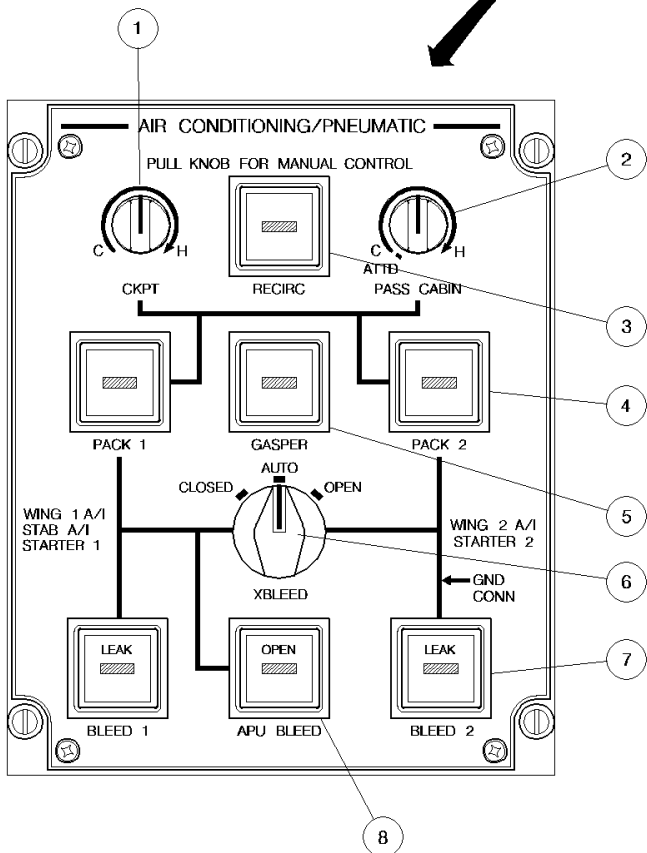 1
AIR CONDITIONING/PNEUMATIC
PULL KNOB FOR MANUAL CONTROL
2
C H
C H
ATTD
CKPT
RECIRC
PASS CABIN
3
4
PACK 1
GASPER
PACK 2
AUTO
CLOSED
OPEN
5
WING 1 A/I
STAB A/I
STARTER 1
WING 2 A/I
STARTER 2
XBLEED
6
GND
CONN
LEAK
OPEN
LEAK
7
BLEED 1
APU BLEED
BLEED 2
8